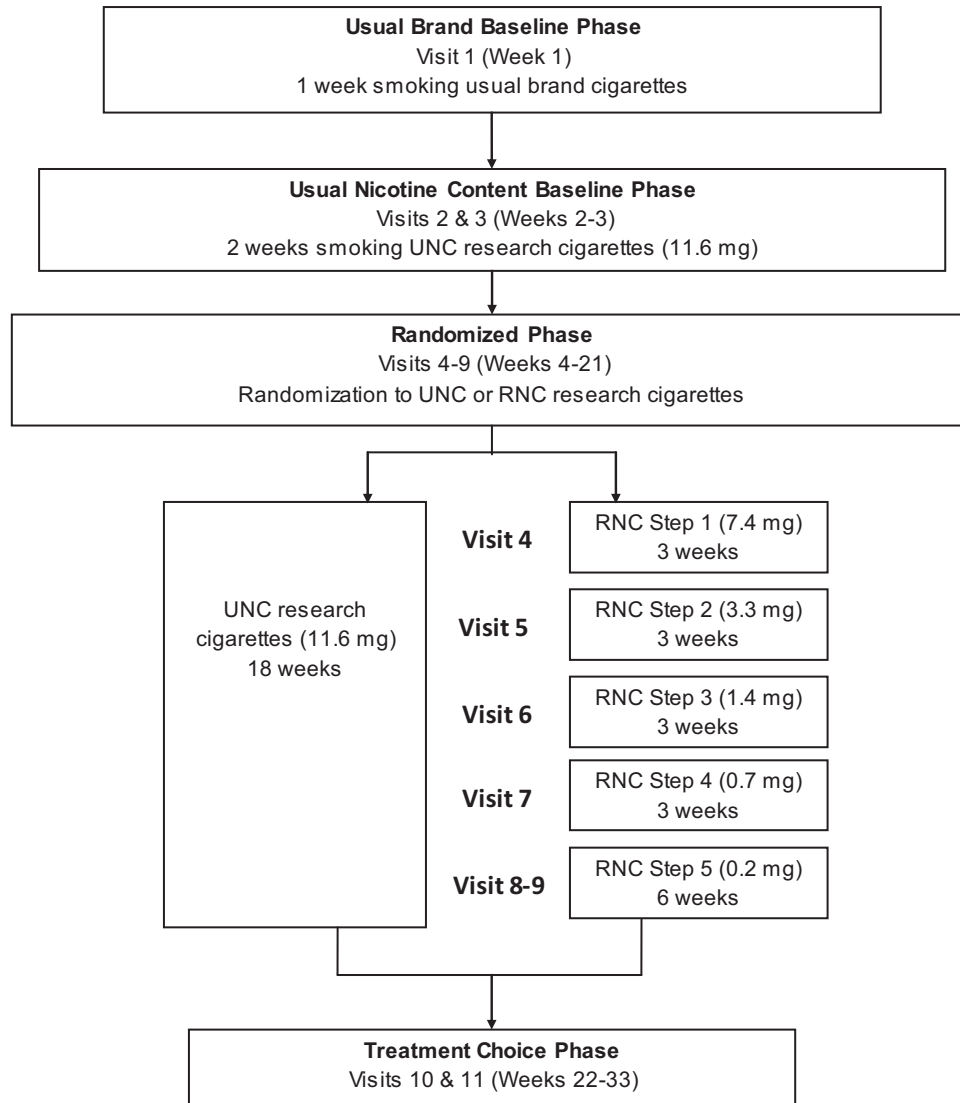 Usual Brand Baseline Phase
Visit 1 (Week 1)
1 week smoking usual brand cigarettes
Usual Nicotine Content Baseline Phase
Visits 2 & 3 (Weeks 2-3)
2 weeks smoking UNC research cigarettes (11.6 mg)
Randomized Phase
Visits 4-9 (Weeks 4-21)
Randomization to UNC or RNC research cigarettes
UNC research
cigarettes (11.6 mg)
18 weeks
Visit 4
RNC Step 1 (7.4 mg)
3 weeks
Visit 5
RNC Step 2 (3.3 mg)
3 weeks
Visit 6
RNC Step 3 (1.4 mg)
3 weeks
Visit 7
RNC Step 4 (0.7 mg)
3 weeks
Visit 8-9
RNC Step 5 (0.2 mg)
6 weeks
Treatment Choice Phase
Visits 10 & 11 (Weeks 22-33)